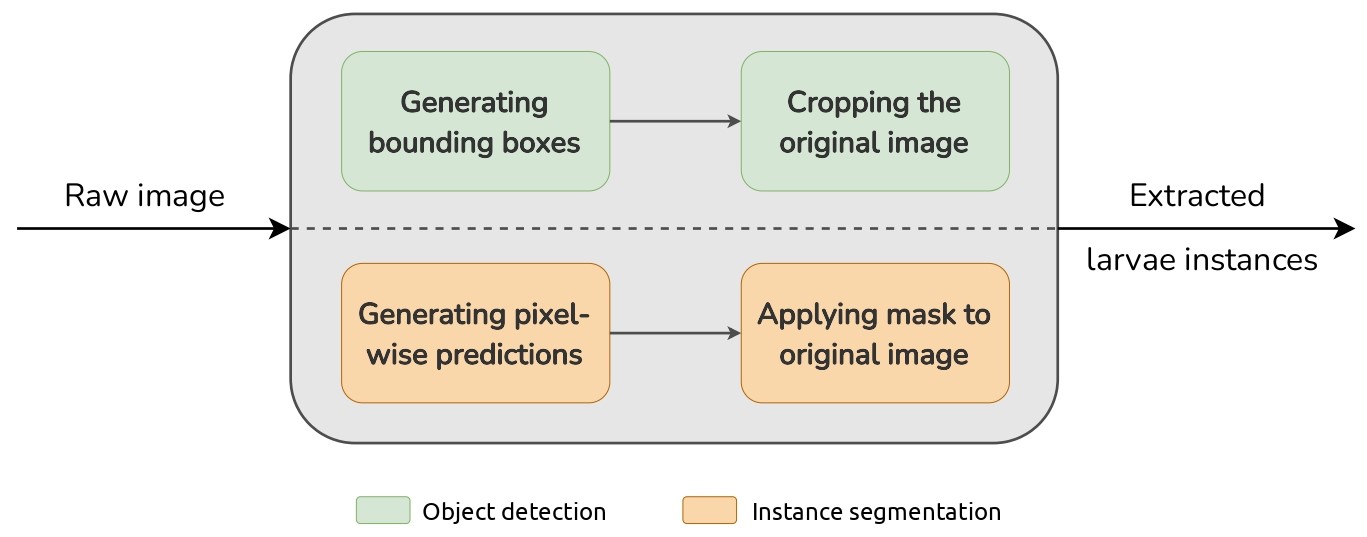 Generating
bounding boxes
Cropping the
original image
Raw image
Extracted
larvae instances
Generating pixel-
wise predictions
Applying mask to
original image
Object detection
Instance segmentation